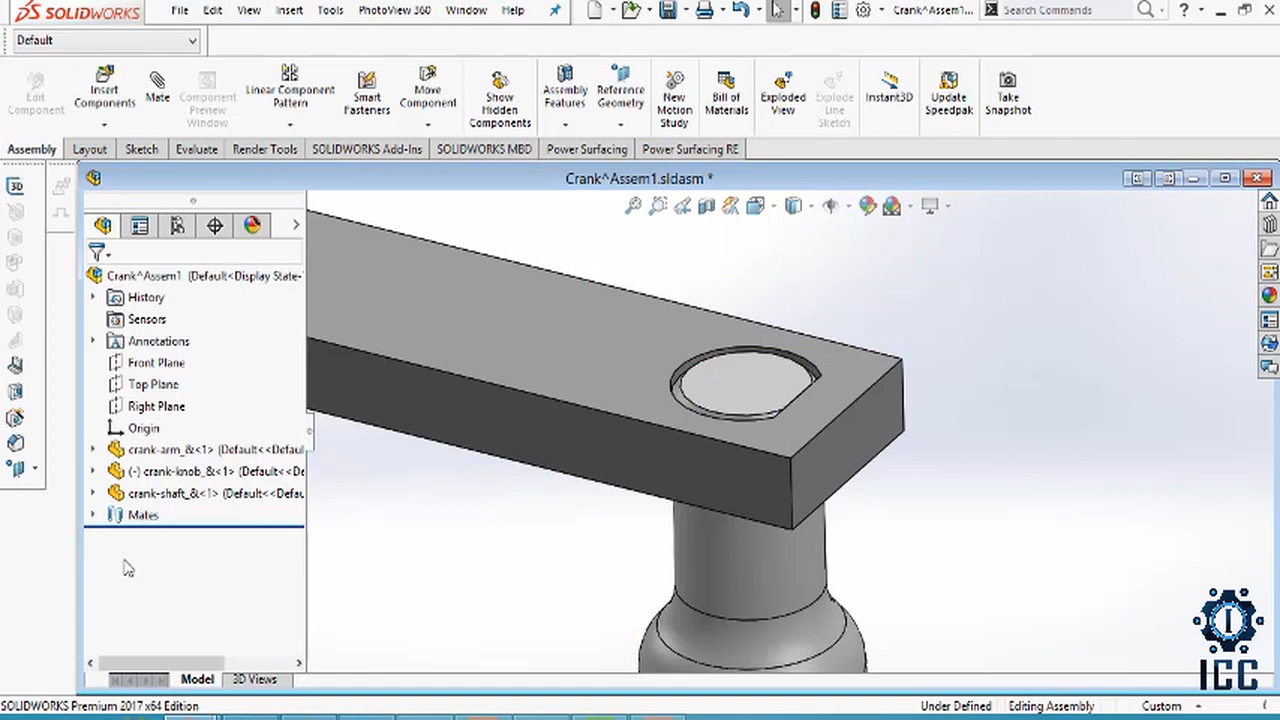 SOLIDWORKS File Edit View Insert Tools PhotoView 360 Window Help Crank^Assem1... Search Commands
Default
Edit Component
Insert Components
Mate
Component Preview Window
Linear Component Pattern
Smart Fasteners
Move Component
Show Hidden Components
Assembly Features
Reference Geometry
New Motion Study
Bill of Materials
Exploded View
Explode Line Sketch
Instant3D
Update Speedpak
Take Snapshot
Assembly Layout Sketch Evaluate Render Tools SOLIDWORKS Add-Ins SOLIDWORKS MBD Power Surfacing Power Surfacing RE
Crank^Assem1.sldasm *
Crank^Assem1 (Default<Display State-
History
Sensors
Annotations
Front Plane
Top Plane
Right Plane
Origin
crank-arm_&<1> (Default<<Defau
(-) crank-knob_&<1> (Default<<De
crank-shaft_&<1> (Default<<Defau
Mates
Model 3D Views
ICC
SOLIDWORKS Premium 2017 x64 Edition Under Defined Editing Assembly Custom